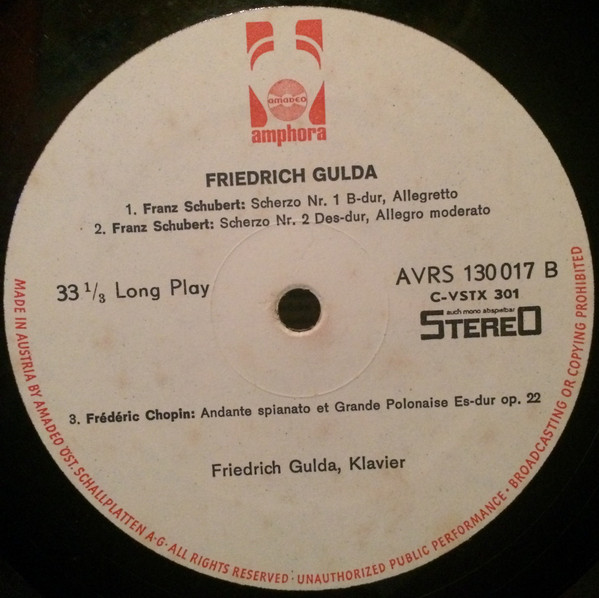 amadeo
amphora
FRIEDRICH GULDA
1. Franz Schubert: Scherzo Nr. 1 B-dur, Allegretto
2. Franz Schubert: Scherzo Nr. 2 Des-dur, Allegro moderato
33 1/3 Long Play
AVRS 130 017 B
C-VSTX 301
auch mono abspielbar
STEREO
3. Frédéric Chopin: Andante spianato et Grande Polonaise Es-dur op. 22
Friedrich Gulda, Klavier
MADE IN AUSTRIA BY AMADEO ÖST. SCHALLPLATTEN A·G·ALL RIGHTS RESERVED · UNAUTHORIZED PUBLIC PERFORMANCE · BROADCASTING OR COPYING PROHIBITED